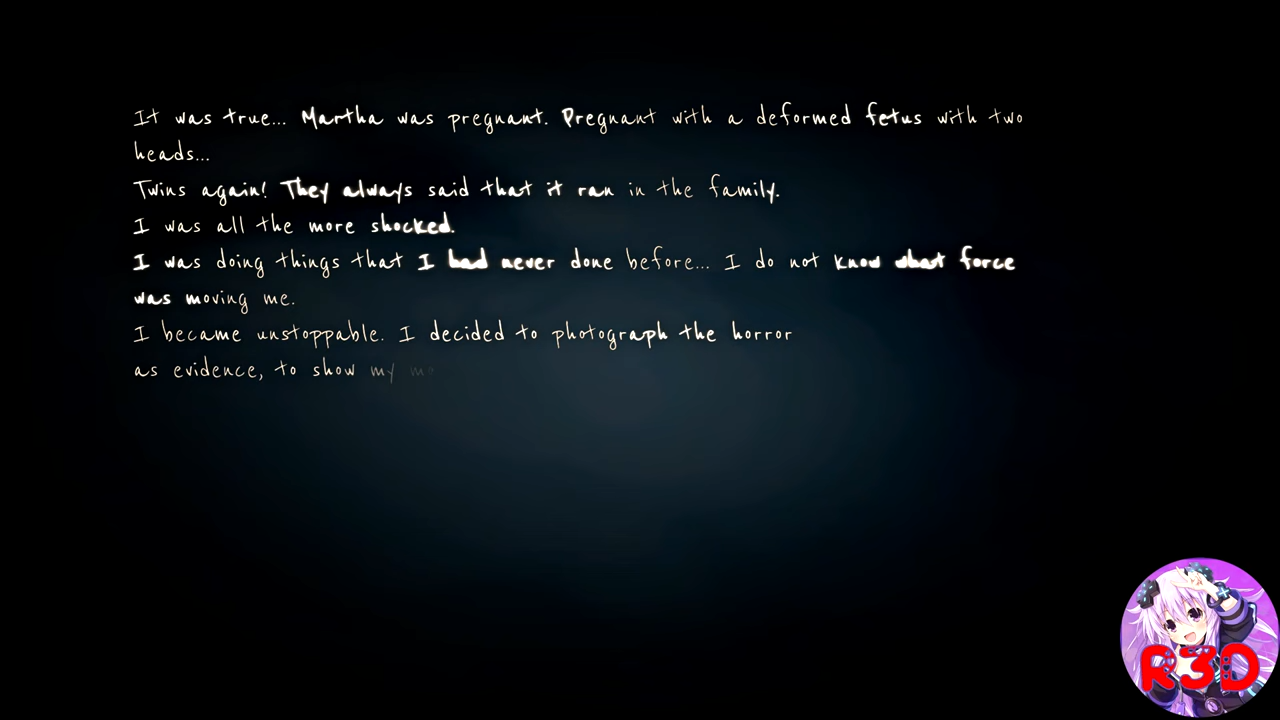 It was true... Martha was pregnant. Pregnant with a deformed fetus with two
heads...
Twins again! They always said that it ran in the family.
I was all the more shocked.
I was doing things that I had never done before... I do not know what force
was moving me.
I became unstoppable. I decided to photograph the horror
as evidence, to show my
R3D